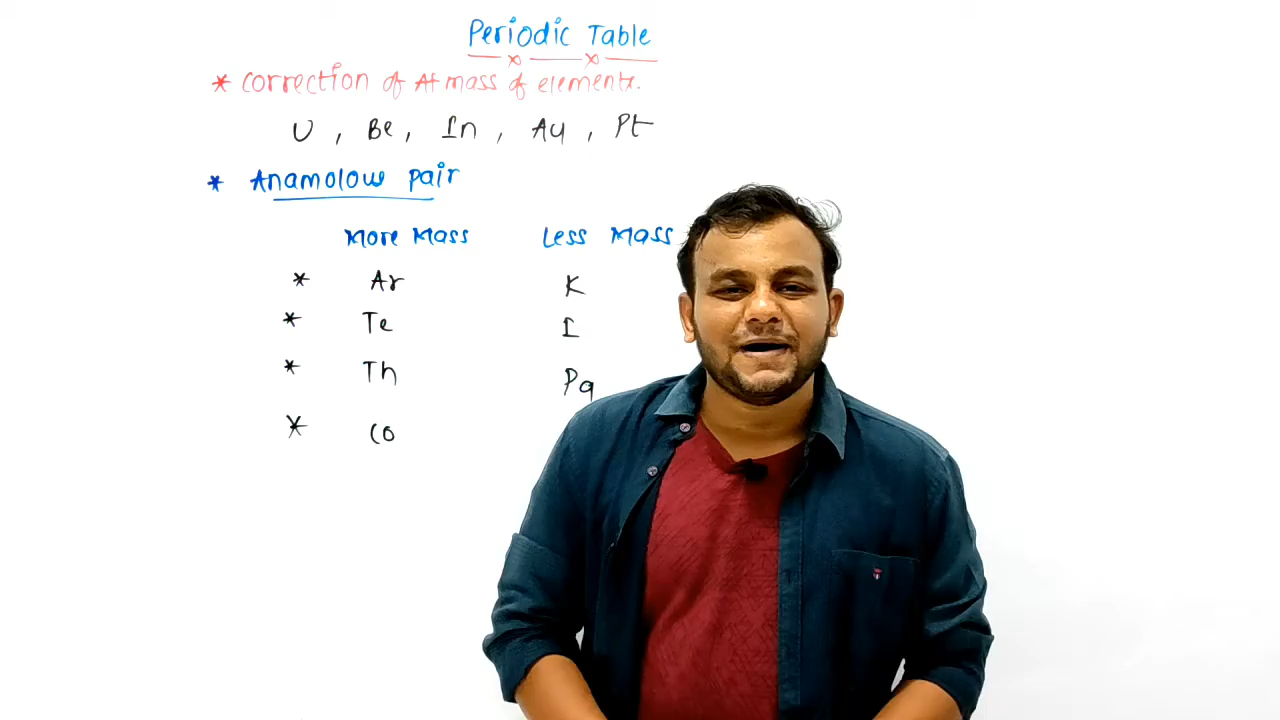 Periodic Table
* Correction of At mass of elements.
U , Be, In , Au , Pt
* Anamolous pair
More Mass Less Mass
* Ar K
* Te I
* Th Pa
* Co